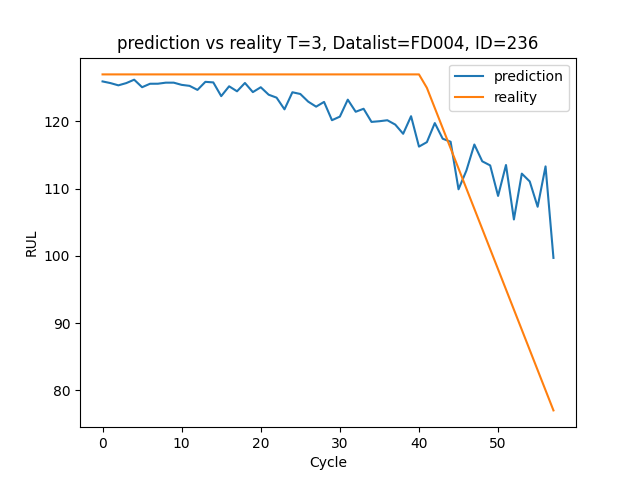 prediction vs reality T=3, Datalist=FD004, ID=236
prediction
reality
120
110
100
90
80
RUL
0 10 20 30 40 50
Cycle